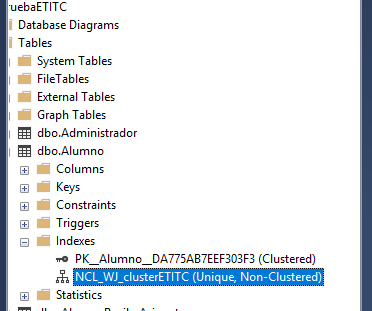 ruebaETITC
Database Diagrams
Tables
System Tables
FileTables
External Tables
Graph Tables
dbo.Administrador
dbo.Alumno
Columns
Keys
Constraints
Triggers
Indexes
PK__Alumno__DA775AB7EEF303F3 (Clustered)
NCL_WJ_clusterETITC (Unique, Non-Clustered)
Statistics